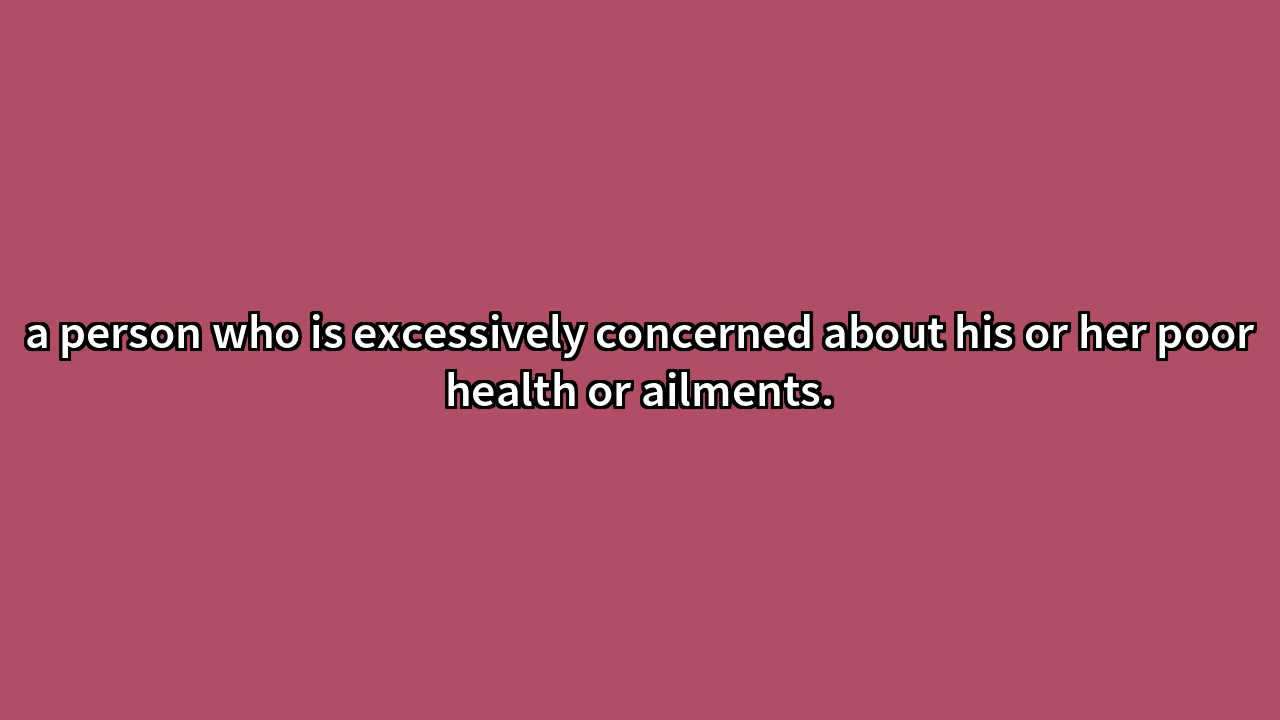 a person who is excessively concerned about his or her poor
health or ailments.